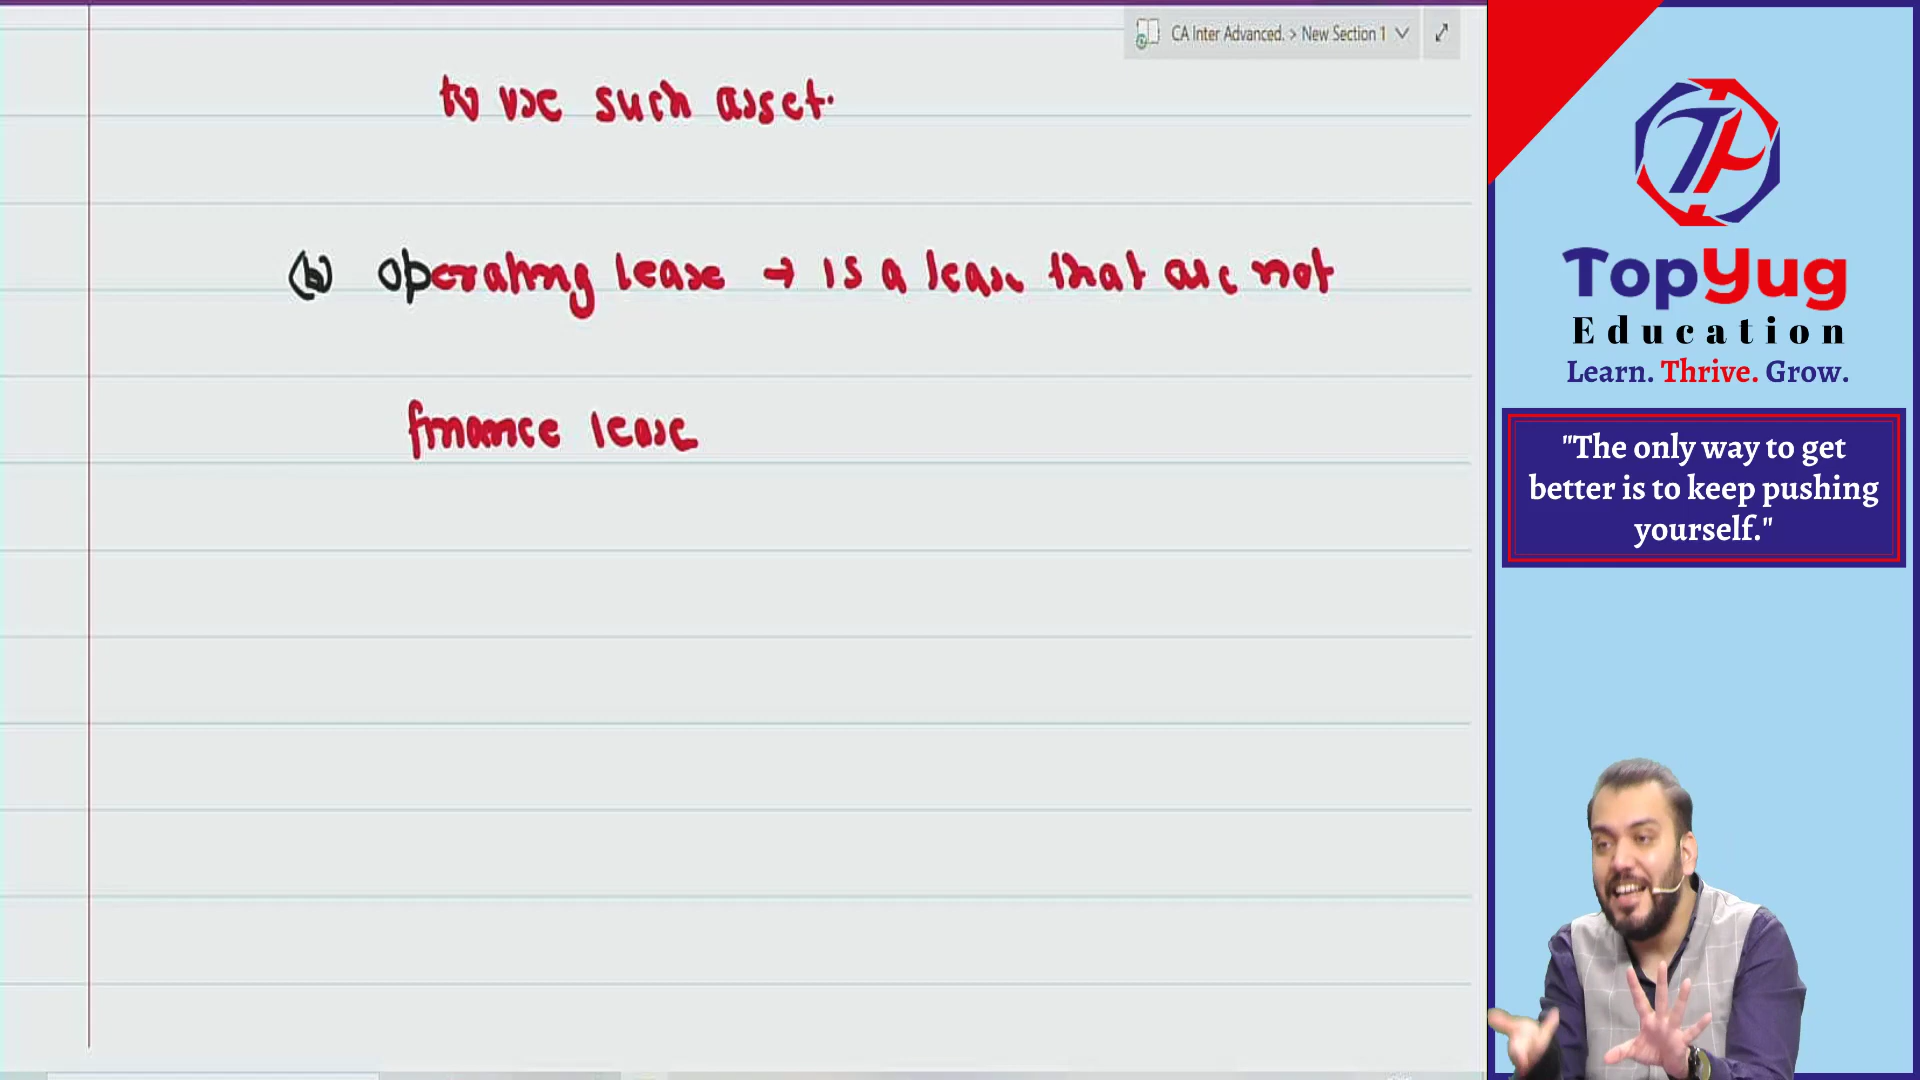 CA Inter Advanced. > New Section 1
to use such asset.
(b) operating lease → is a lease that are not
finance lease
TopYug
Education
Learn. Thrive. Grow.
"The only way to get
better is to keep pushing
yourself."